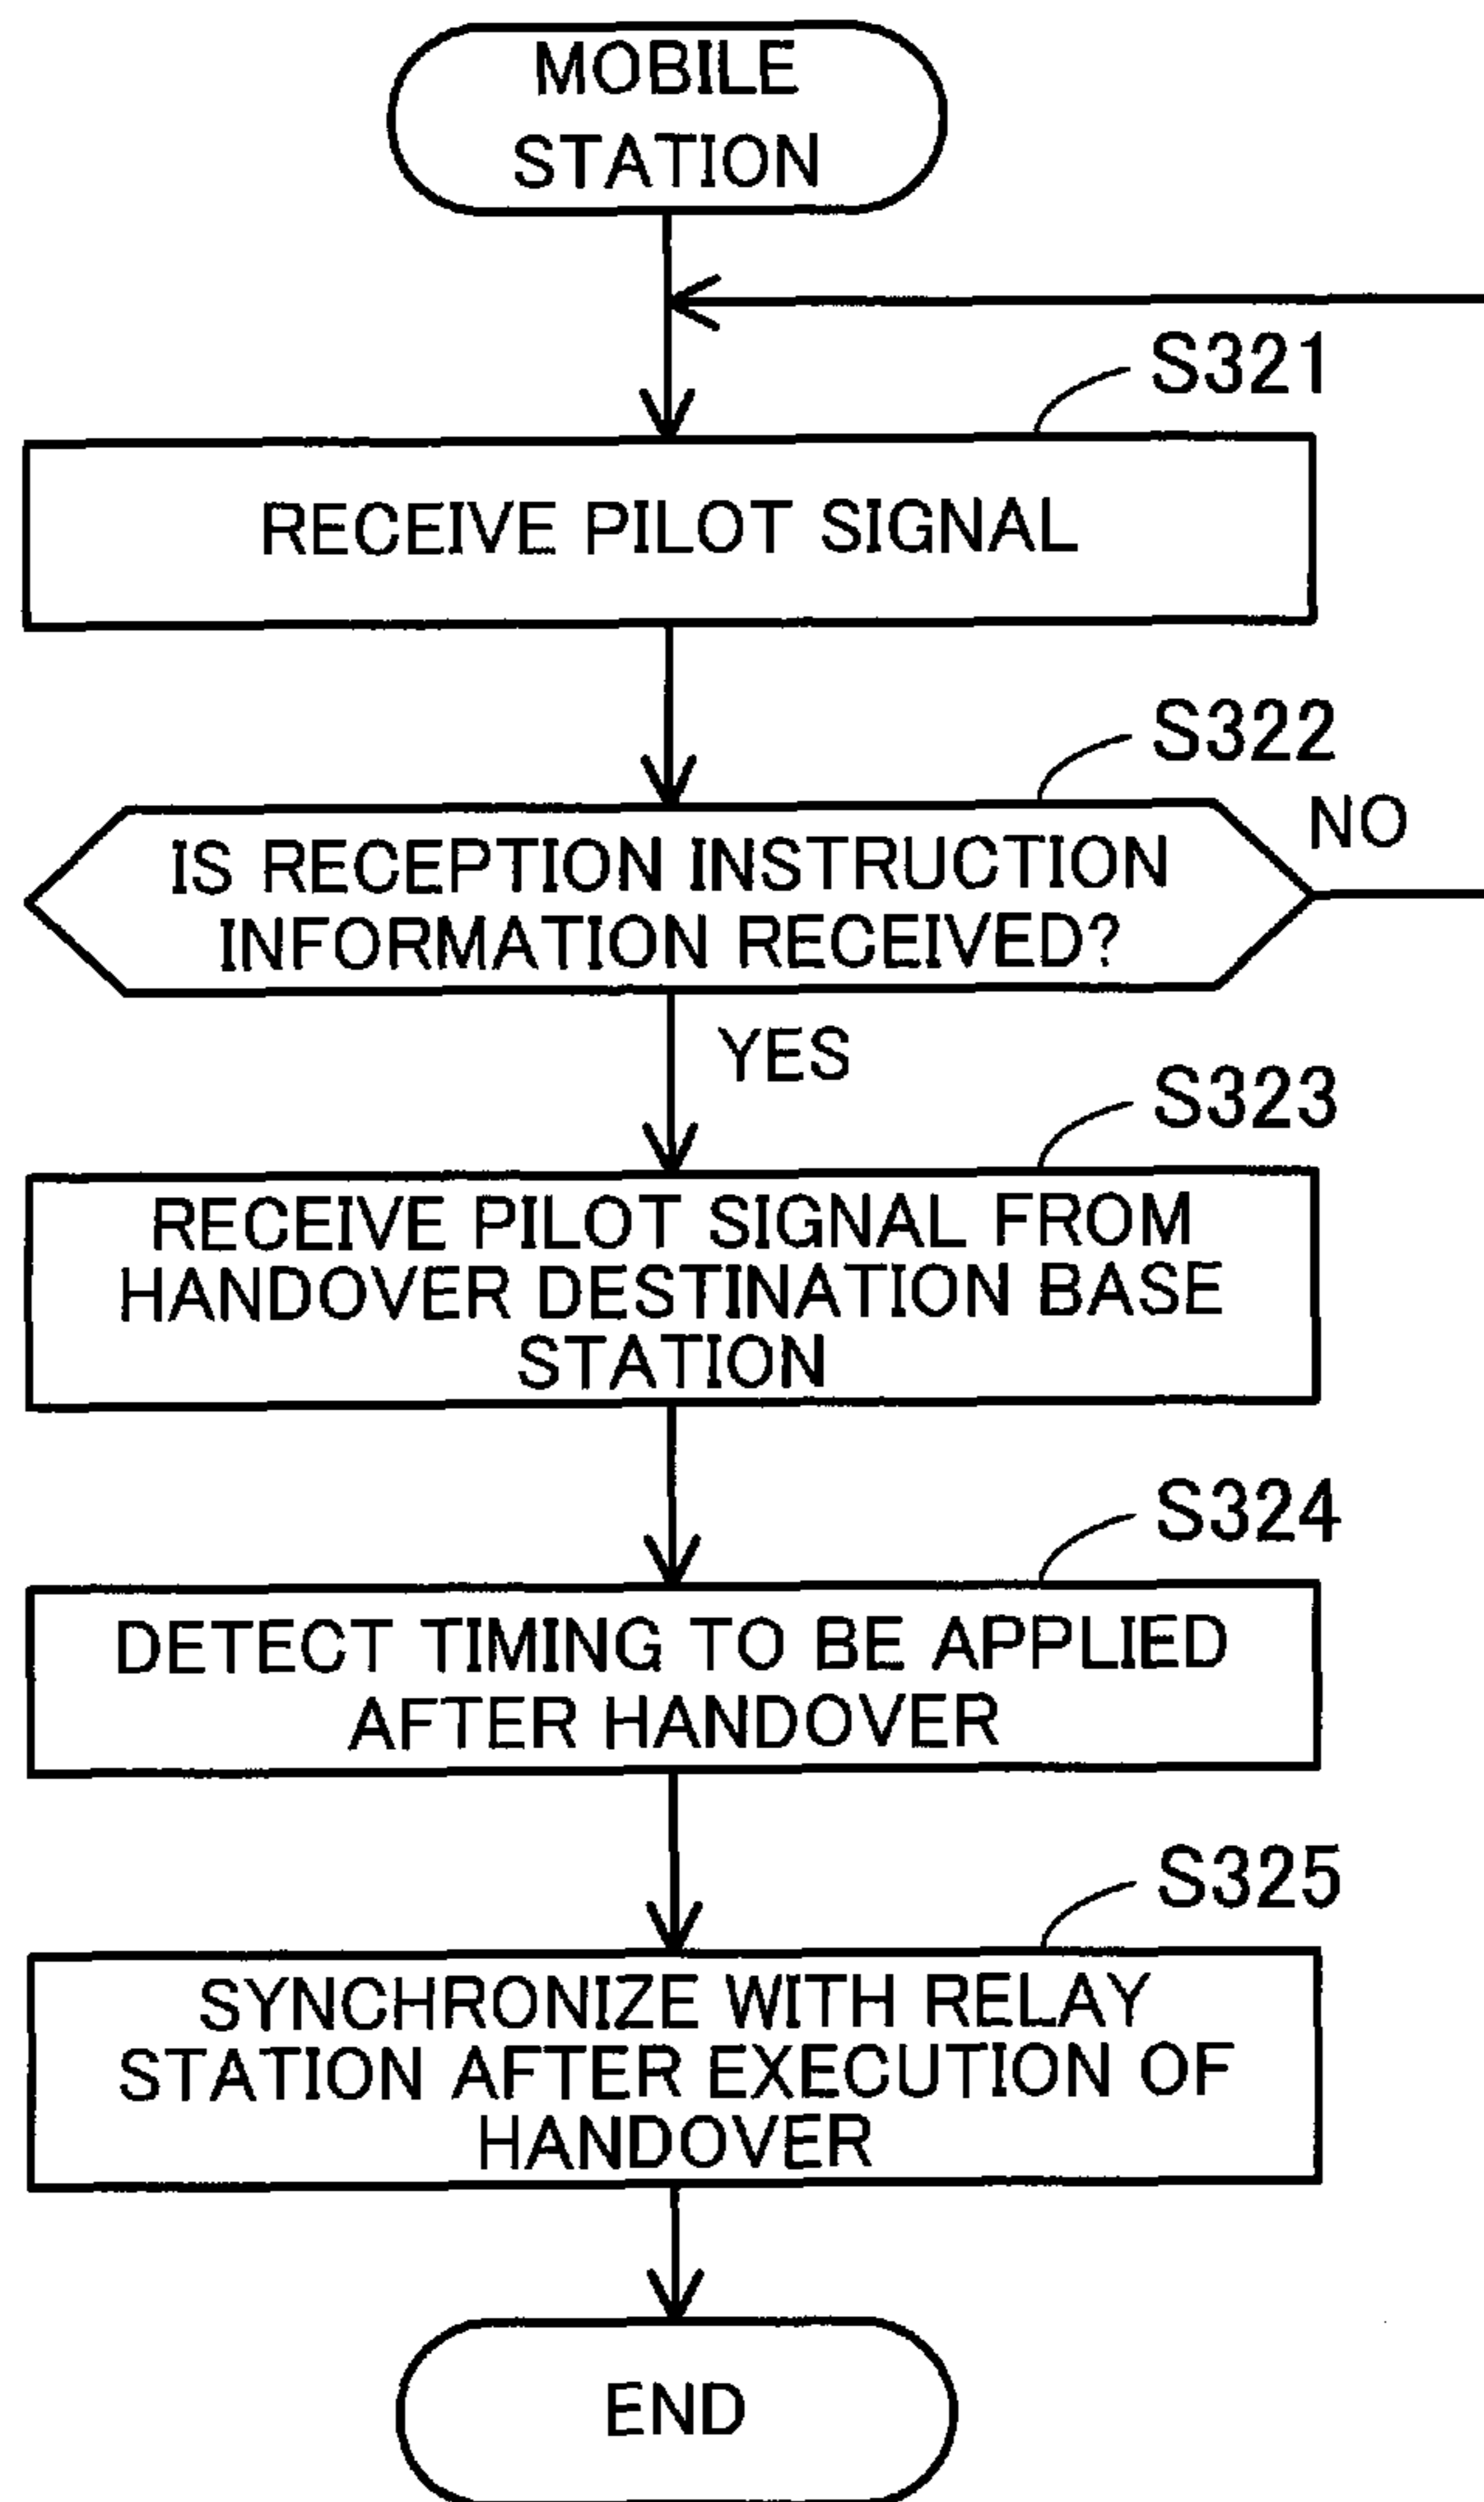 MOBILE
STATION
S321
RECEIVE PILOT SIGNAL
S322
NO
IS RECEPTION INSTRUCTION
INFORMATION RECEIVED?
YES
S323
RECEIVE PILOT SIGNAL FROM
HANDOVER DESTINATION BASE
STATION
S324
DETECT TIMING TO BE APPLIED
AFTER HANDOVER
S325
SYNCHRONIZE WITH RELAY
STATION AFTER EXECUTION OF
HANDOVER
END